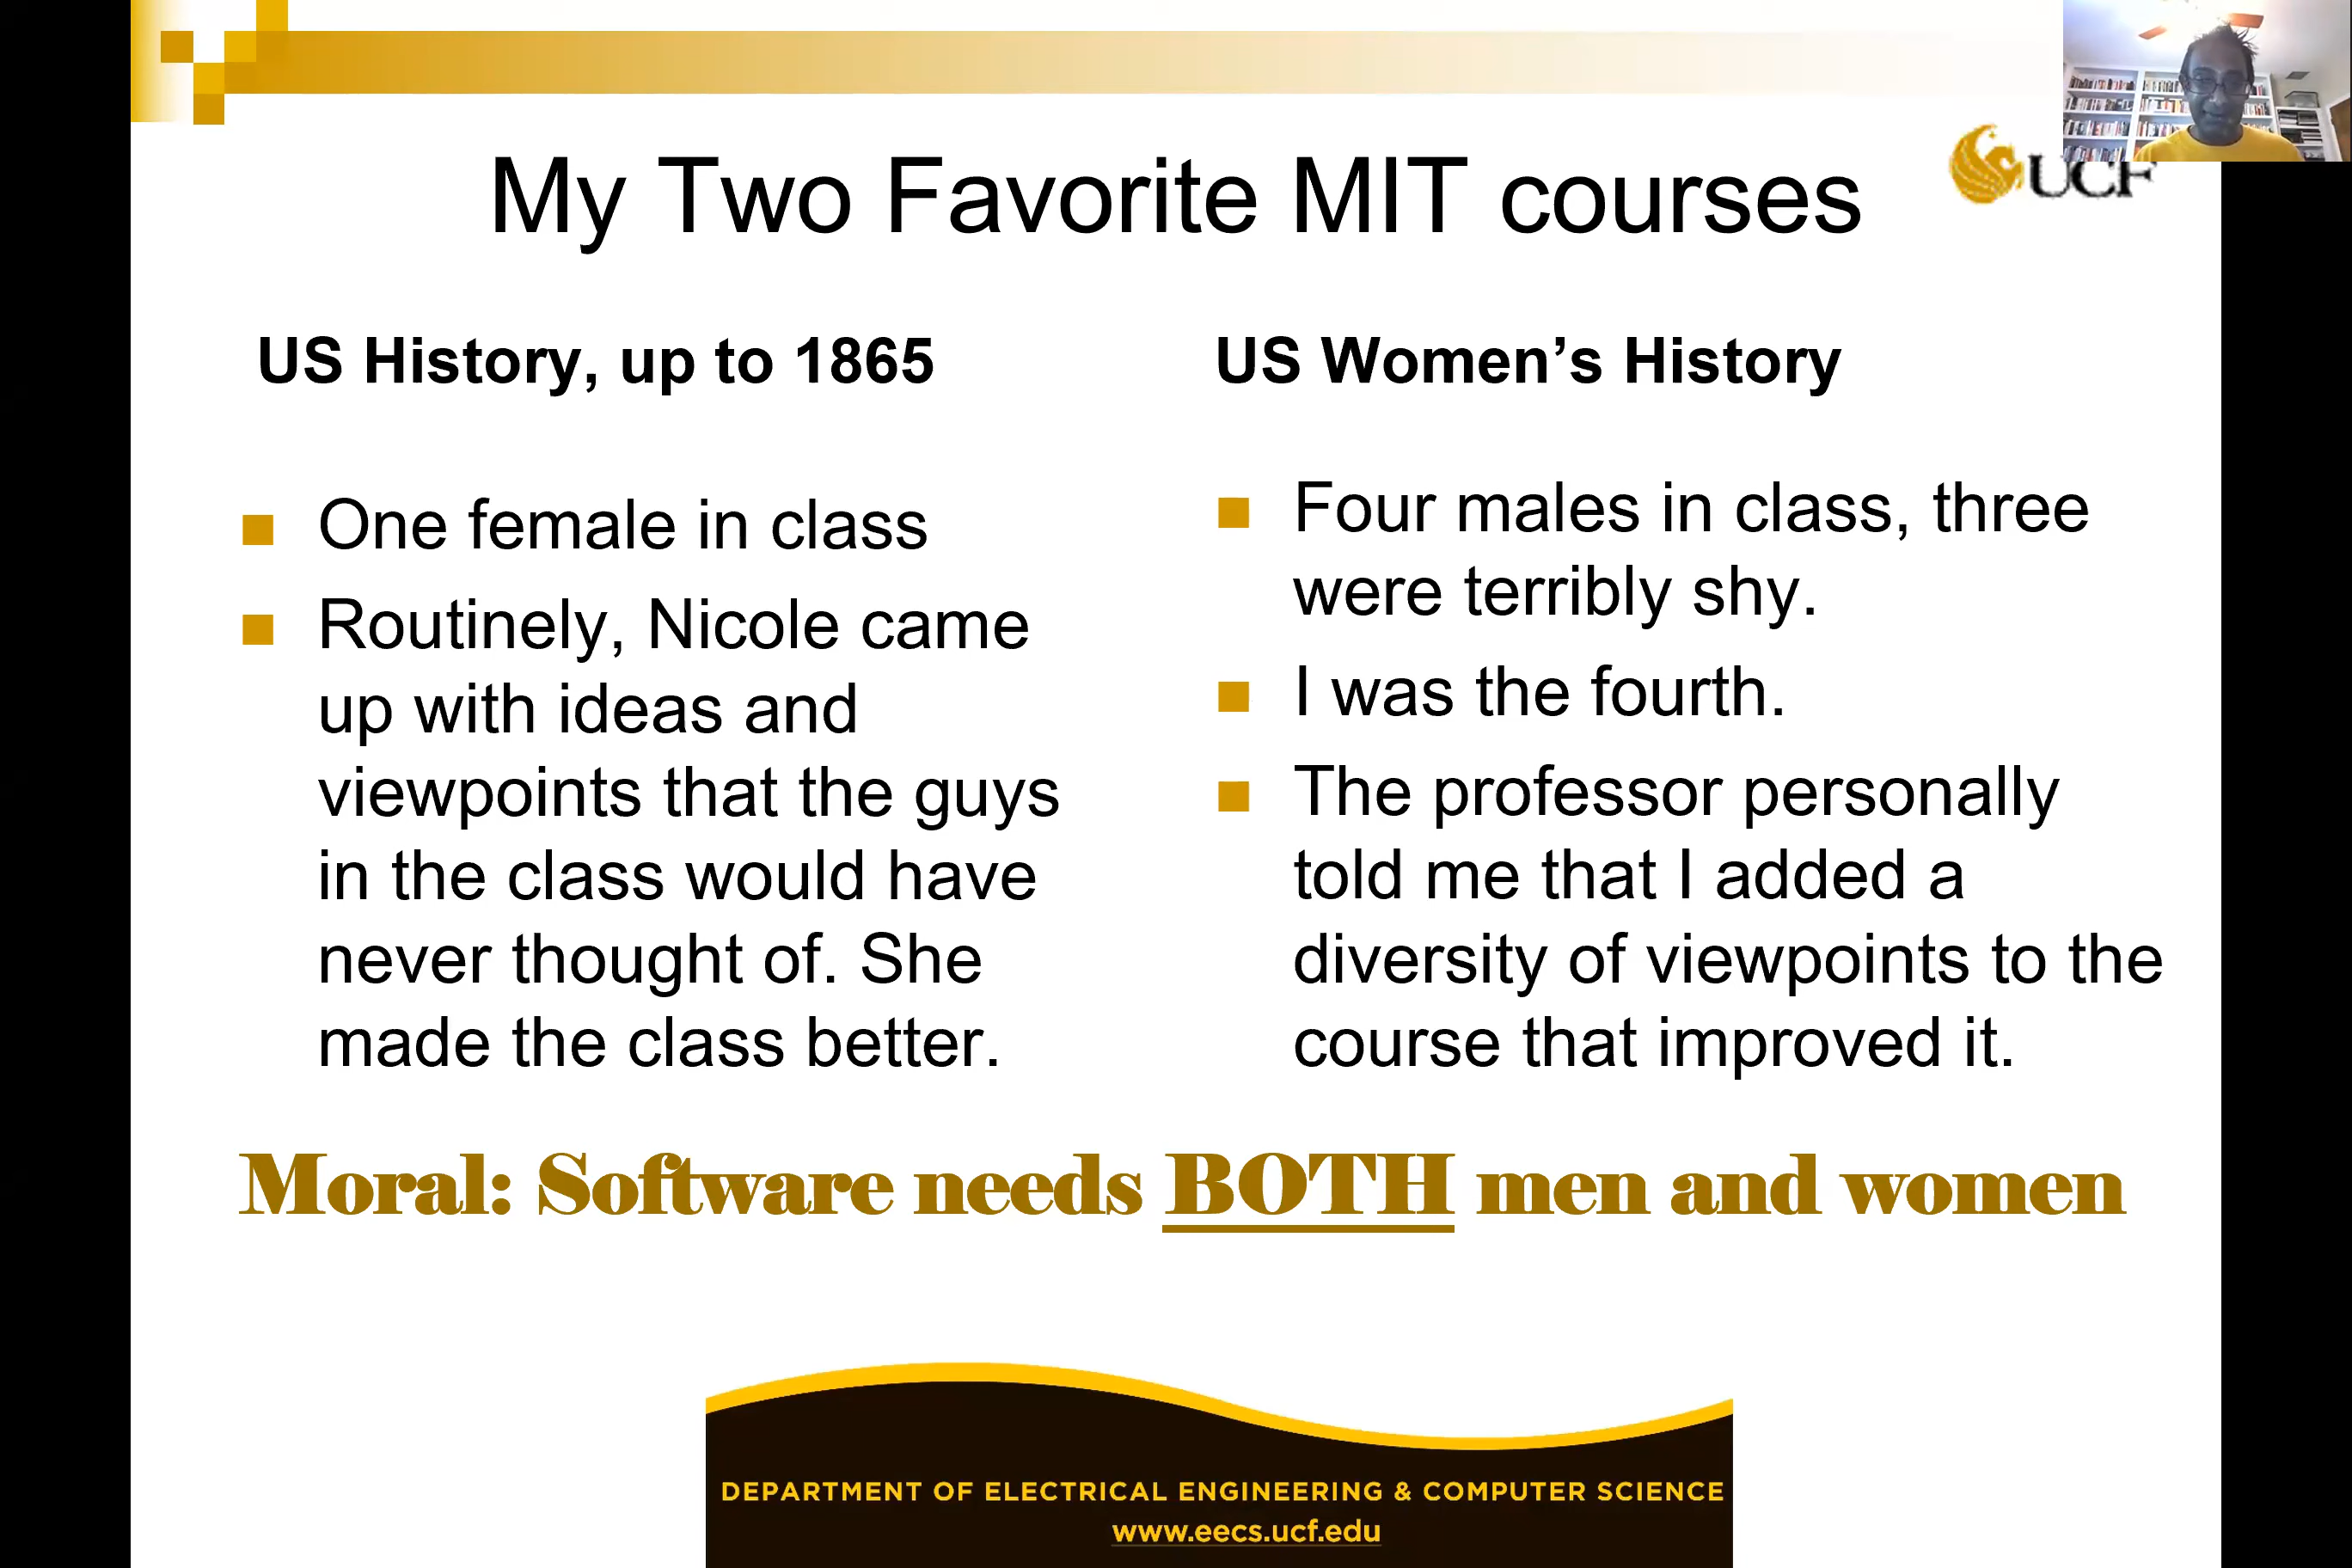 My Two Favorite MIT courses
UCF
US History, up to 1865
One female in class
Routinely, Nicole came
up with ideas and
viewpoints that the guys
in the class would have
never thought of. She
made the class better.
US Women’s History
Four males in class, three
were terribly shy.
I was the fourth.
The professor personally
told me that I added a
diversity of viewpoints to the
course that improved it.
Moral: Software needs BOTH men and women
DEPARTMENT OF ELECTRICAL ENGINEERING & COMPUTER SCIENCE
www.eecs.ucf.edu